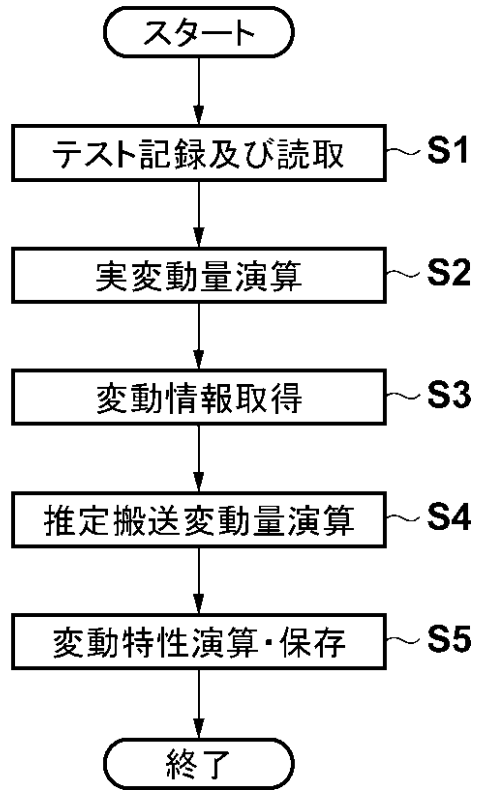 スタート
テスト記録及び読取 S1
実変動量演算 S2
変動情報取得 S3
推定搬送変動量演算 S4
変動特性演算・保存 S5
終了